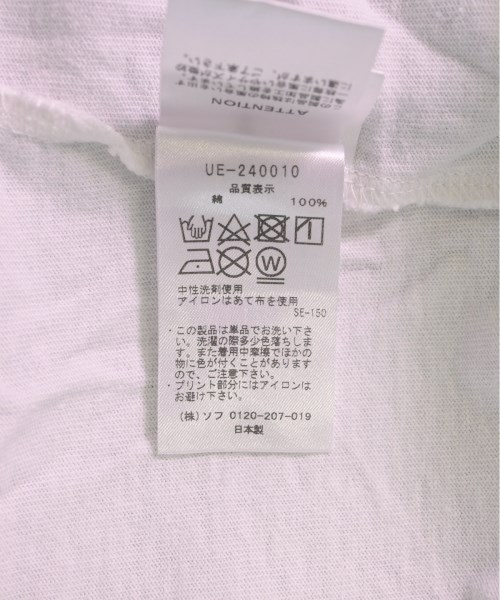 ATTENTION
UE-240010
品質表示
綿 100%
W
中性洗剤使用
アイロンはあて布を使用
SE-150
・この製品は単品でお洗い下さ
い。洗濯の際多少色落ちしま
す。また着用中摩擦でほかの
物に色が付くことがあります
ので、ご注意下さい。
・プリント部分にはアイロンは
お避け下さい。
(株) ソフ 0120-207-019
日本製